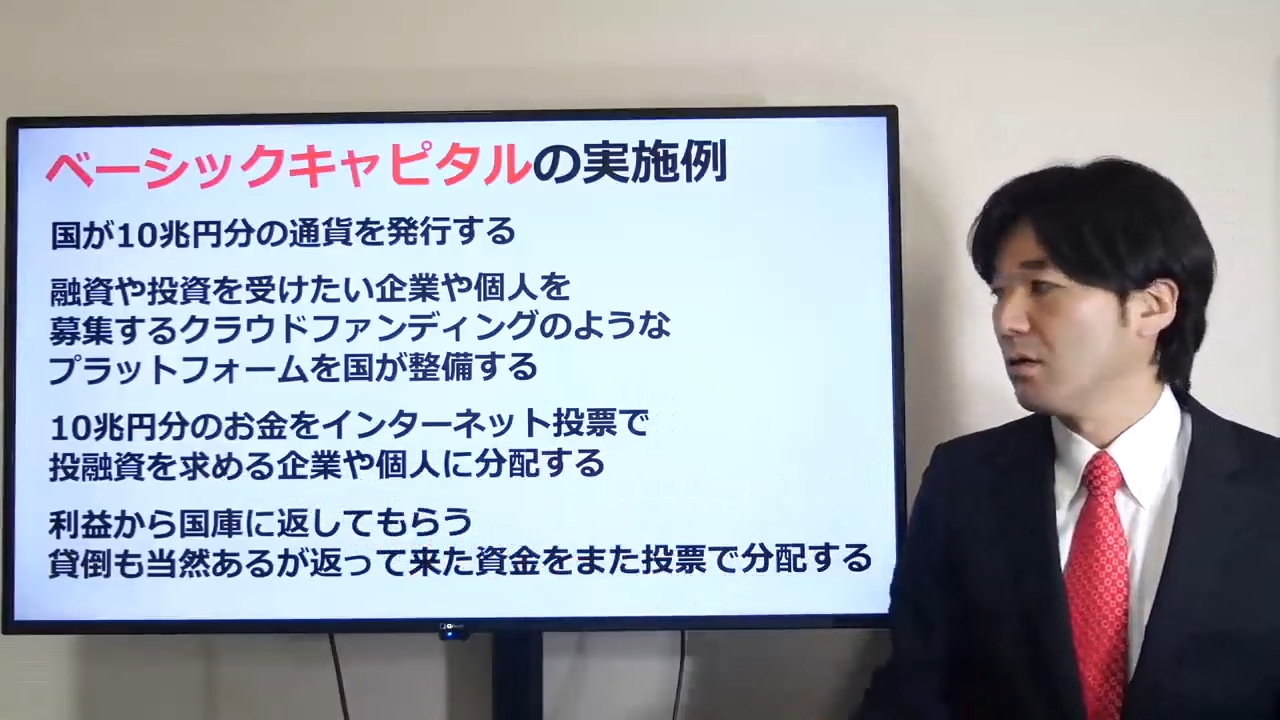 ベーシックキャピタルの実施例
国が10兆円分の通貨を発行する
融資や投資を受けたい企業や個人を
募集するクラウドファンディングのような
プラットフォームを国が整備する
10兆円分のお金をインターネット投票で
投融資を求める企業や個人に分配する
利益から国庫に返してもらう
貸倒も当然あるが返って来た資金をまた投票で分配する